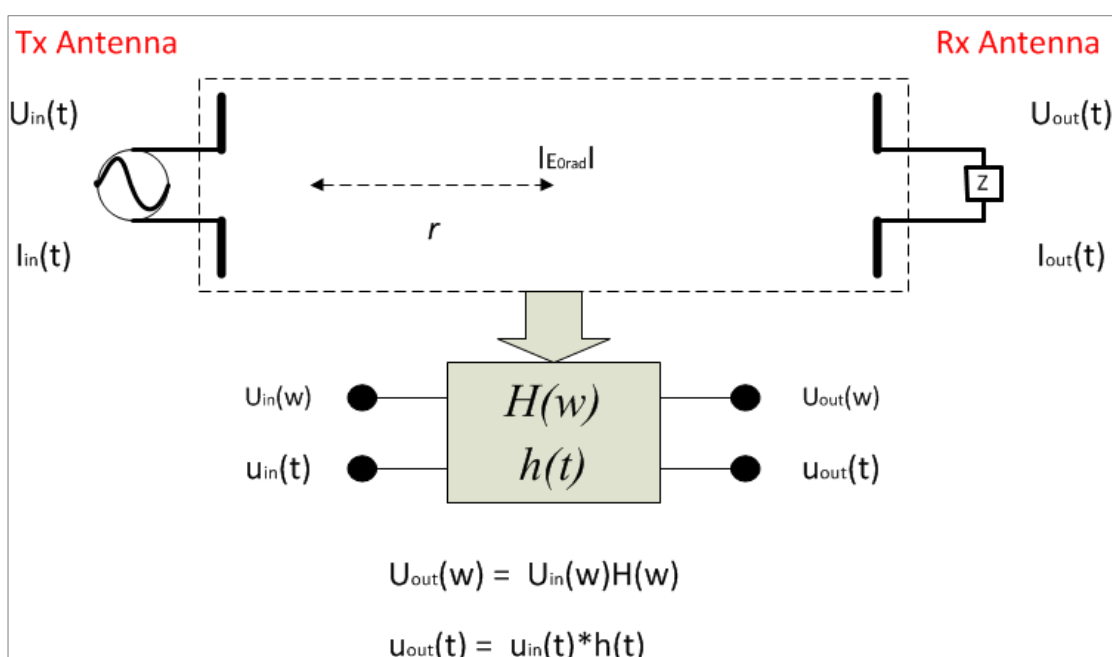 Tx Antenna
Rx Antenna
Uin(t)
Uout(t)
|E0rad|
Z
r
Iin(t)
Iout(t)
H(w)
h(t)
Uin(w)
Uout(w)
uin(t)
uout(t)
Uout(w) = Uin(w)H(w)
uout(t) = uin(t)*h(t)